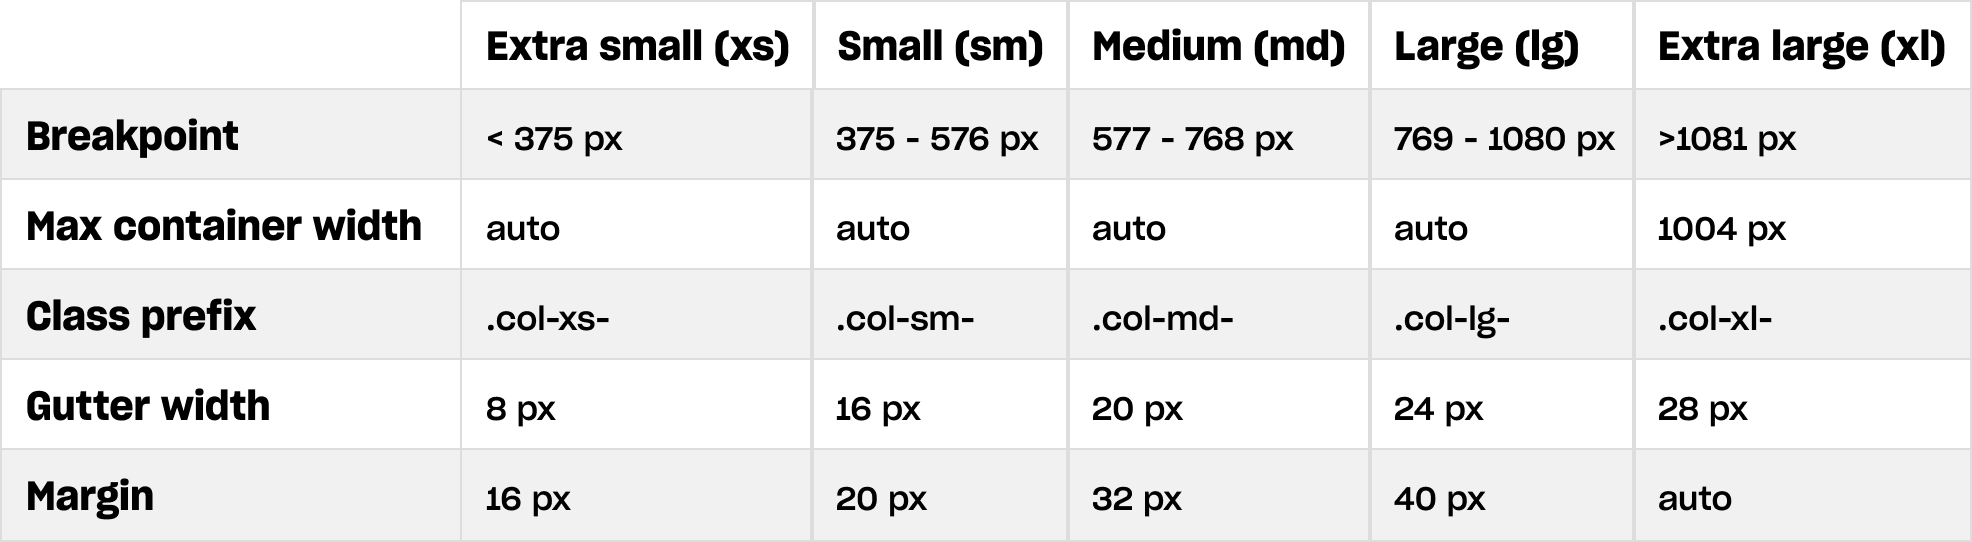 Extra small (xs) Small (sm) Medium (md) Large (lg) Extra large (xl)
Breakpoint < 375 px 375 - 576 px 577 - 768 px 769 - 1080 px >1081 px
Max container width auto auto auto auto 1004 px
Class prefix .col-xs- .col-sm- .col-md- .col-lg- .col-xl-
Gutter width 8 px 16 px 20 px 24 px 28 px
Margin 16 px 20 px 32 px 40 px auto